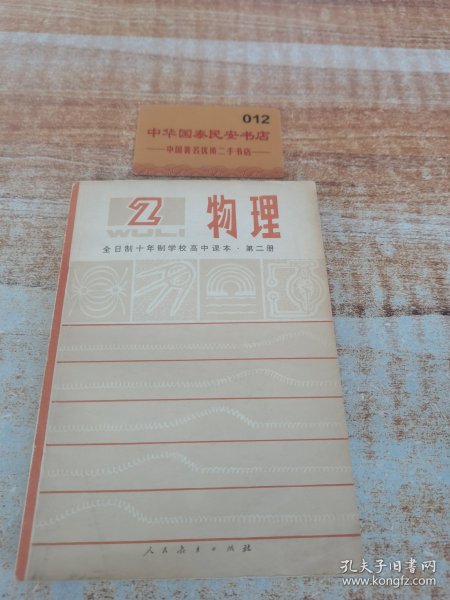 012
中华国泰民安书店
中国著名优质二手书店
2
WULI
物理
全日制十年制学校高中课本·第二册
人民教育出版社
孔夫子旧书网
www.kongfz.com